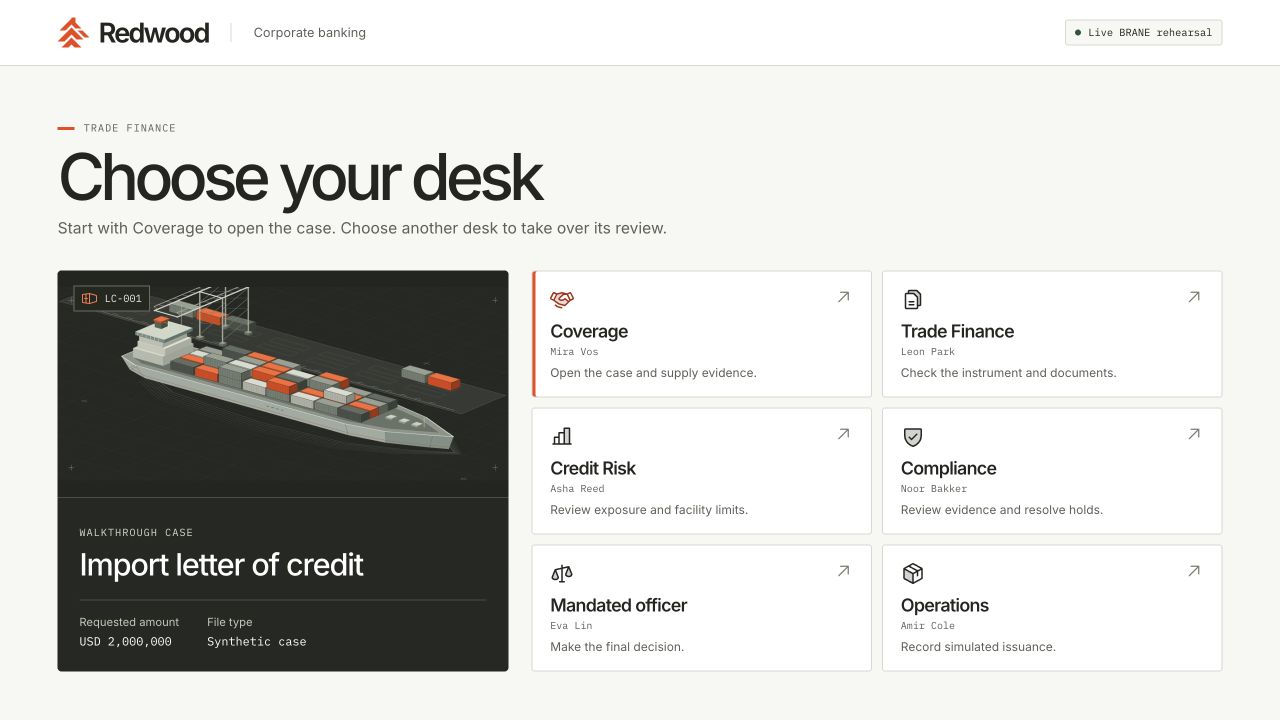 Redwood
Corporate banking
Live BRANE rehearsal
TRADE FINANCE
Choose your desk
Start with Coverage to open the case. Choose another desk to take over its review.
LC-001
WALKTHROUGH CASE
Import letter of credit
Requested amount
USD 2,000,000
File type
Synthetic case
Coverage
Mira Vos
Open the case and supply evidence.
Trade Finance
Leon Park
Check the instrument and documents.
Credit Risk
Asha Reed
Review exposure and facility limits.
Compliance
Noor Bakker
Review evidence and resolve holds.
Mandated officer
Eva Lin
Make the final decision.
Operations
Amir Cole
Record simulated issuance.